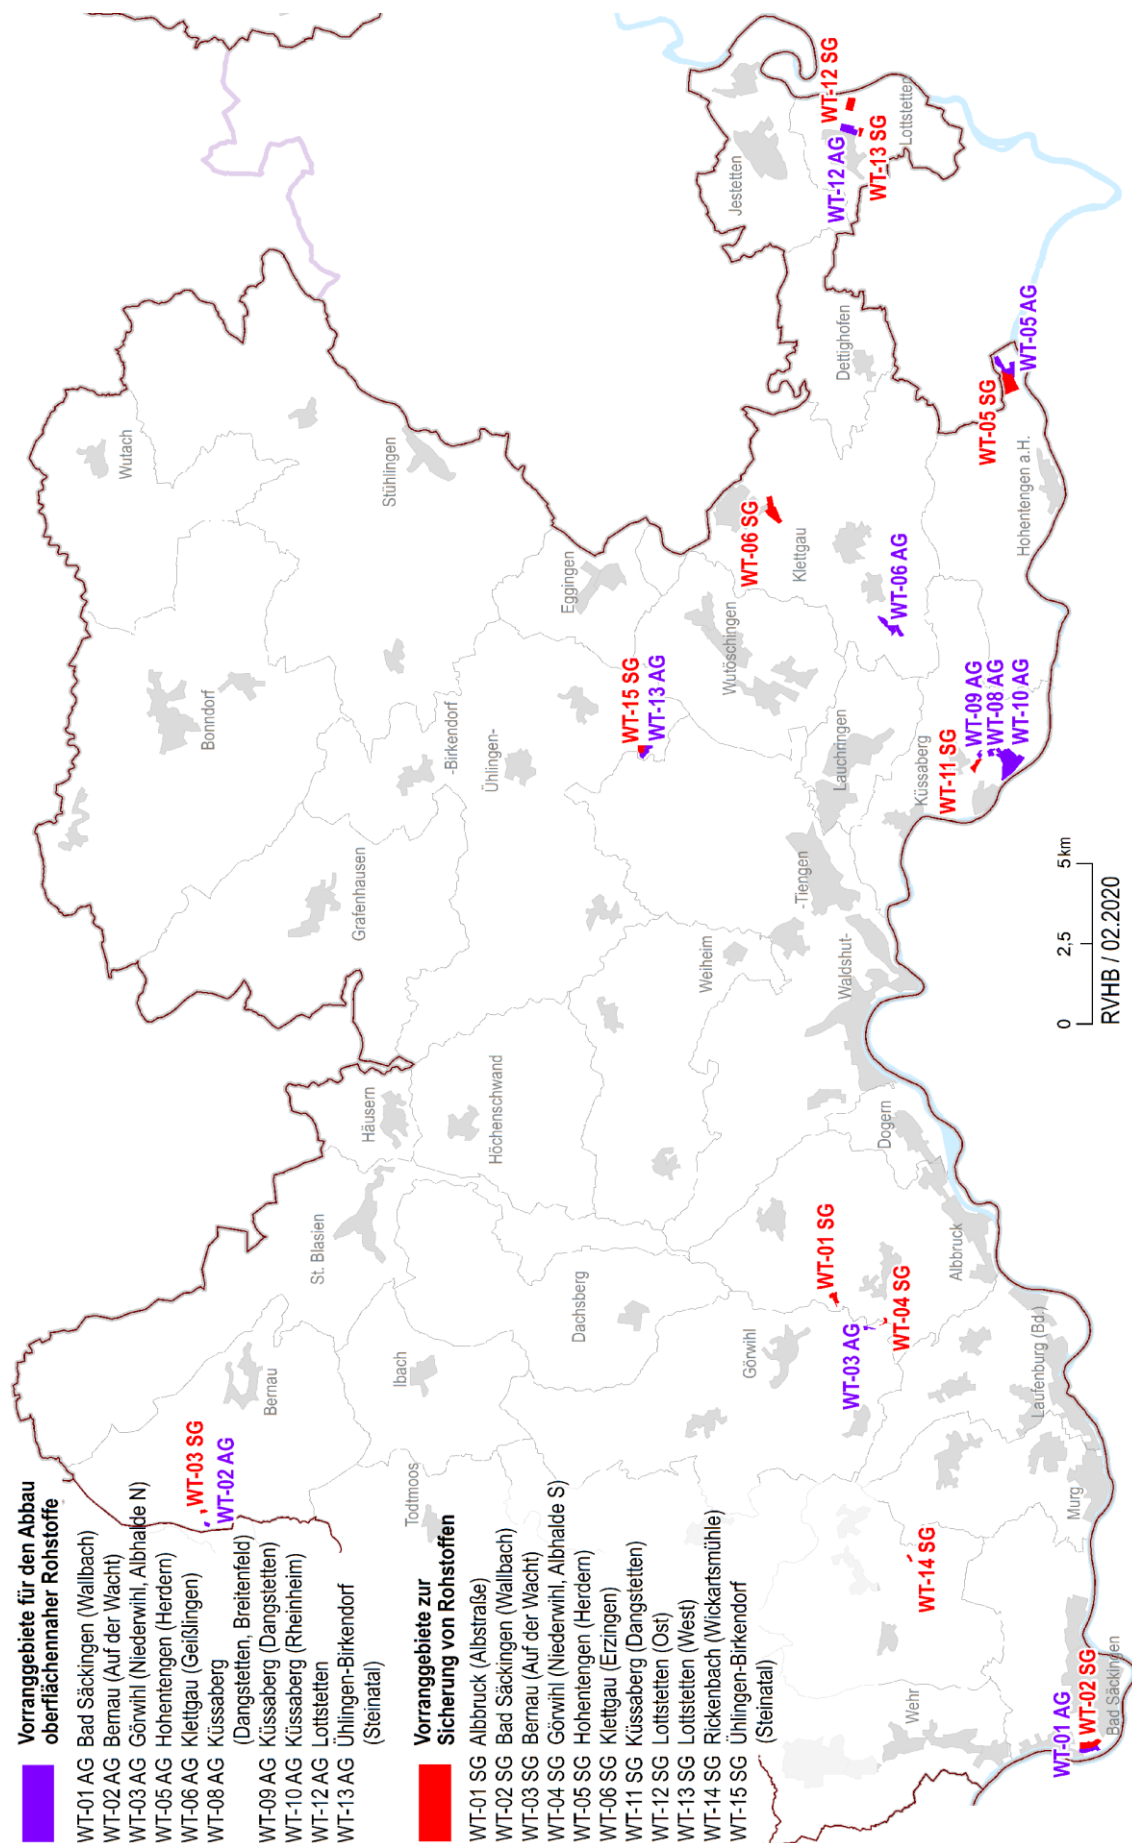 Vorranggebiete für den Abbau
oberflächennaher Rohstoffe
WT-01 AG Bad Säckingen (Wallbach)
WT-02 AG Bernau (Auf der Wacht)
WT-03 AG Görwihl (Niederwihl, Albhalde N)
WT-05 AG Hohentengen (Herdern)
WT-06 AG Klettgau (Geißlingen)
WT-08 AG Küssaberg
(Dangstetten, Breitenfeld)
WT-09 AG Küssaberg (Dangstetten)
WT-10 AG Küssaberg (Rheinheim)
WT-12 AG Lottstetten
WT-13 AG Ühlingen-Birkendorf
(Steinatal)
Vorranggebiete zur
Sicherung von Rohstoffen
WT-01 SG Albbruck (Albstraße)
WT-02 SG Bad Säckingen (Wallbach)
WT-03 SG Bernau (Auf der Wacht)
WT-04 SG Görwihl (Niederwihl, Albhalde S)
WT-05 SG Hohentengen (Herdern)
WT-06 SG Klettgau (Erzingen)
WT-11 SG Küssaberg (Dangstetten)
WT-12 SG Lottstetten (Ost)
WT-13 SG Lottstetten (West)
WT-14 SG Rickenbach (Wickartsmühle)
WT-15 SG Ühlingen-Birkendorf
(Steinatal)
WT-03 SG
WT-02 AG
Bernau
St. Blasien
Häusern
Ibach
Todtmoos
Höchenschwand
Dachsberg
Görwihl
WT-01 SG
WT-03 AG
WT-04 SG
WT-14 SG
Wehr
WT-01 AG
WT-02 SG
Bad Säckingen
Murg
Laufenburg (Bd.)
Albbruck
Dogern
Waldshut-
-Tiengen
Weilheim
Grafenhausen
Bonndorf
Wutach
Stühlingen
Ühlingen-
-Birkendorf
Eggingen
WT-15 SG
WT-13 AG
Wutöschingen
Lauchringen
Küssaberg
WT-11 SG
WT-09 AG
WT-08 AG
WT-10 AG
WT-06 SG
Klettgau
WT-06 AG
Hohentengen a.H.
WT-05 SG
WT-05 AG
Dettighofen
Jestetten
WT-12 SG
WT-12 AG
WT-13 SG
Lottstetten
0 2.5 5 km
RVHB / 02.2020